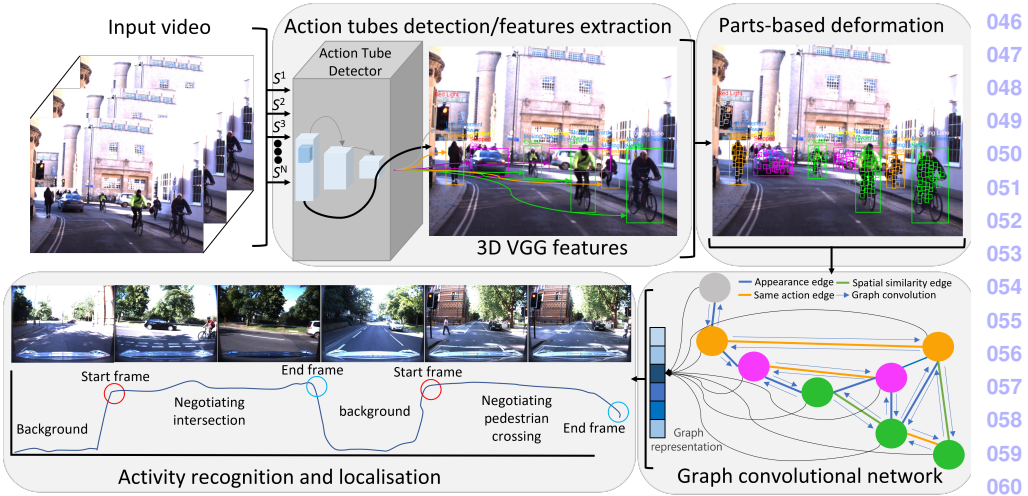 Input video
Action tubes detection/features extraction
Parts-based deformation
Action Tube
Detector
S1
S2
S3
SN
Red Light
3D VGG features
Appearance edge
Spatial similarity edge
Same action edge
Graph convolution
Graph
representation
Graph convolutional network
Start frame
End frame
Start frame
Background
Negotiating
intersection
background
Negotiating
pedestrian
crossing
End frame
Activity recognition and localisation
046
047
048
049
050
051
052
053
054
055
056
057
058
059
060